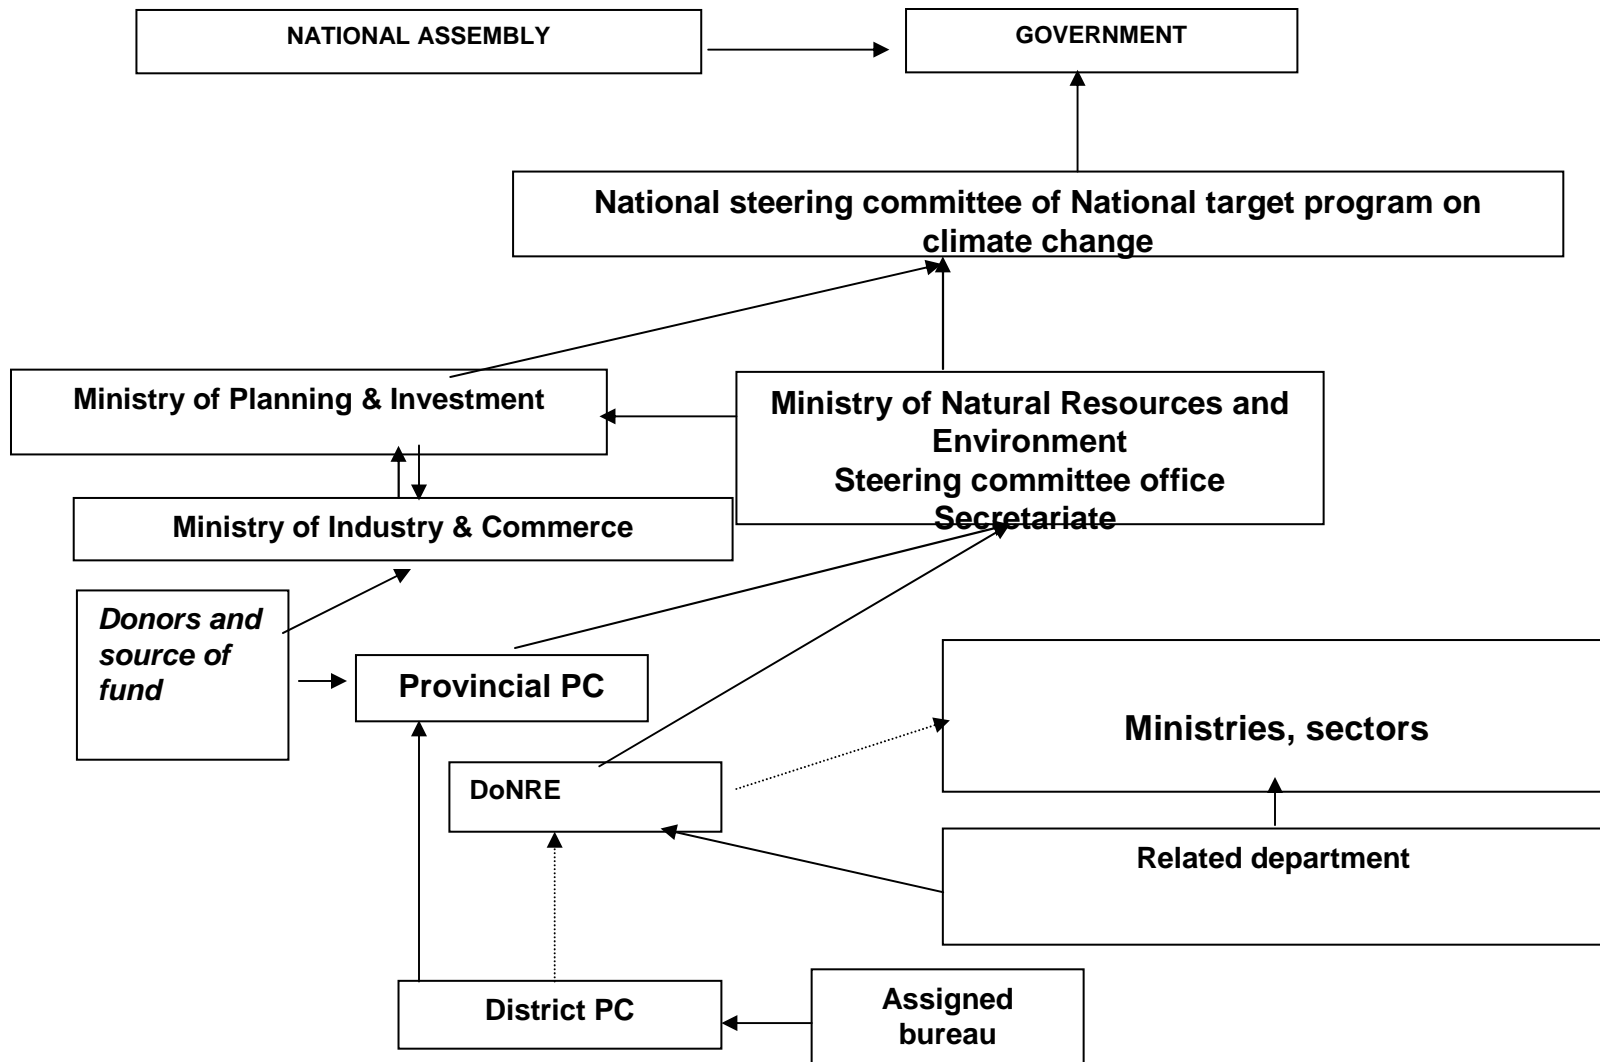 NATIONAL ASSEMBLY
GOVERNMENT
National steering committee of National target program on
climate change
Ministry of Planning & Investment
Ministry of Natural Resources and
Environment
Steering committee office
Secretariate
Ministry of Industry & Commerce
Donors and
source of
fund
Provincial PC
Ministries, sectors
DoNRE
Related department
District PC
Assigned
bureau